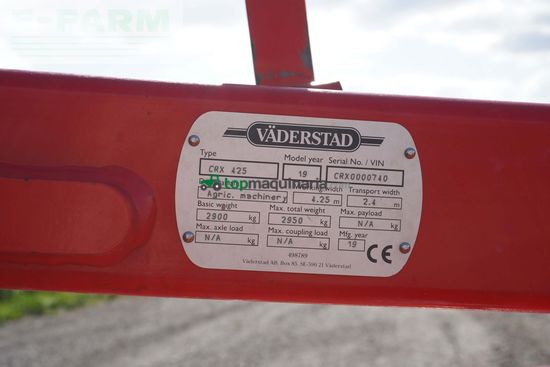 E-FARM
VÄDERSTAD
Type Model year Serial No. / VIN
CRX 425 19 CRX0000740
topmaquinaria
Working width Transport width
Agric. machinery 4.25 m 2.4 m
Basic weight Max. total weight Max. payload
2900 kg 2950 kg N/A kg
Max. axle load Max. coupling load Mfg. year
N/A kg N/A kg 19
CE
498789
Väderstad AB, Box 85, SE-590 21 Väderstad